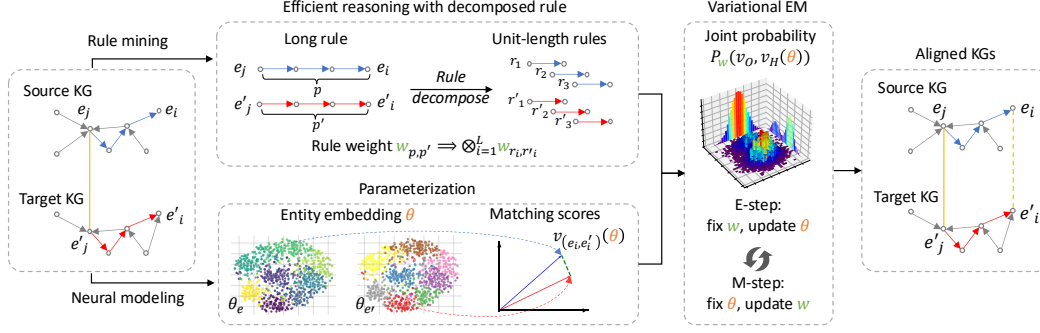 Rule mining
Source KG
e_j
e_i
Target KG
e'_j
e'_i
Neural modeling
Efficient reasoning with decomposed rule
Long rule
Unit-length rules
e_j
e_i
p
e'_j
e'_i
p'
Rule
decompose
r_1
r_2
r_3
r'_1
r'_2
r'_3
Rule weight w_{p,p'} ⟹ ⊗_{i=1}^{L} w_{r_i,r'_i}
Parameterization
Entity embedding θ
Matching scores
θ_e
θ_{e'}
v_{(e_i,e'_i)}(θ)
Variational EM
Joint probability
P_w(v_O, v_H(θ))
E-step:
fix w, update θ
M-step:
fix θ, update w
Aligned KGs
Source KG
e_j
e_i
Target KG
e'_j
e'_i